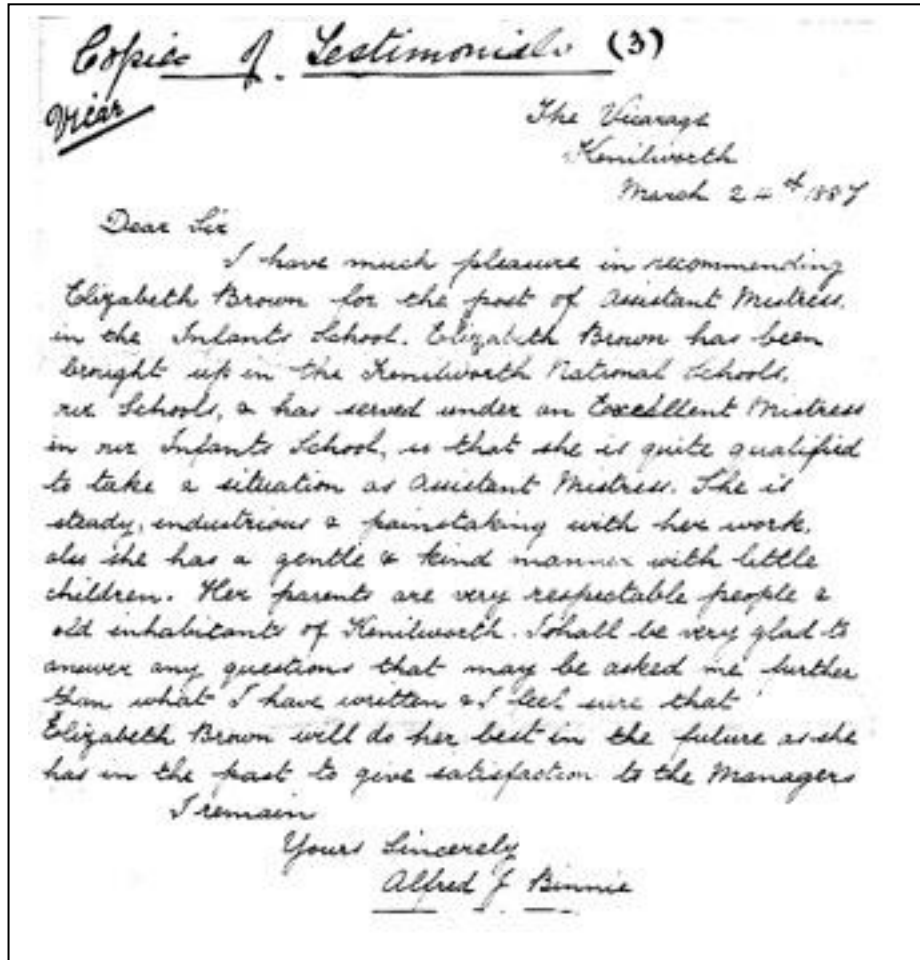 Copies of Testimonials (3)
Vicar
The Vicarage
Kenilworth
March 24th 1887
Dear Sir
I have much pleasure in recommending
Elizabeth Brown for the post of Assistant Mistress.
in the Infants School. Elizabeth Brown has been
brought up in the Kenilworth National Schools,
our Schools, & has served under an Excellent Mistress
in our Infants School, so that she is quite qualified
to take a situation as Assistant Mistress. She is
steady, industrious & painstaking with her work.
also she has a gentle & kind manner with little
children. Her parents are very respectable people &
old inhabitants of Kenilworth. I shall be very glad to
answer any questions that may be asked me further
than what I have written & I feel sure that
Elizabeth Brown will do her best in the future as she
has in the past to give satisfaction to the Managers
I remain
Yours Sincerely
Alfred J Binnie